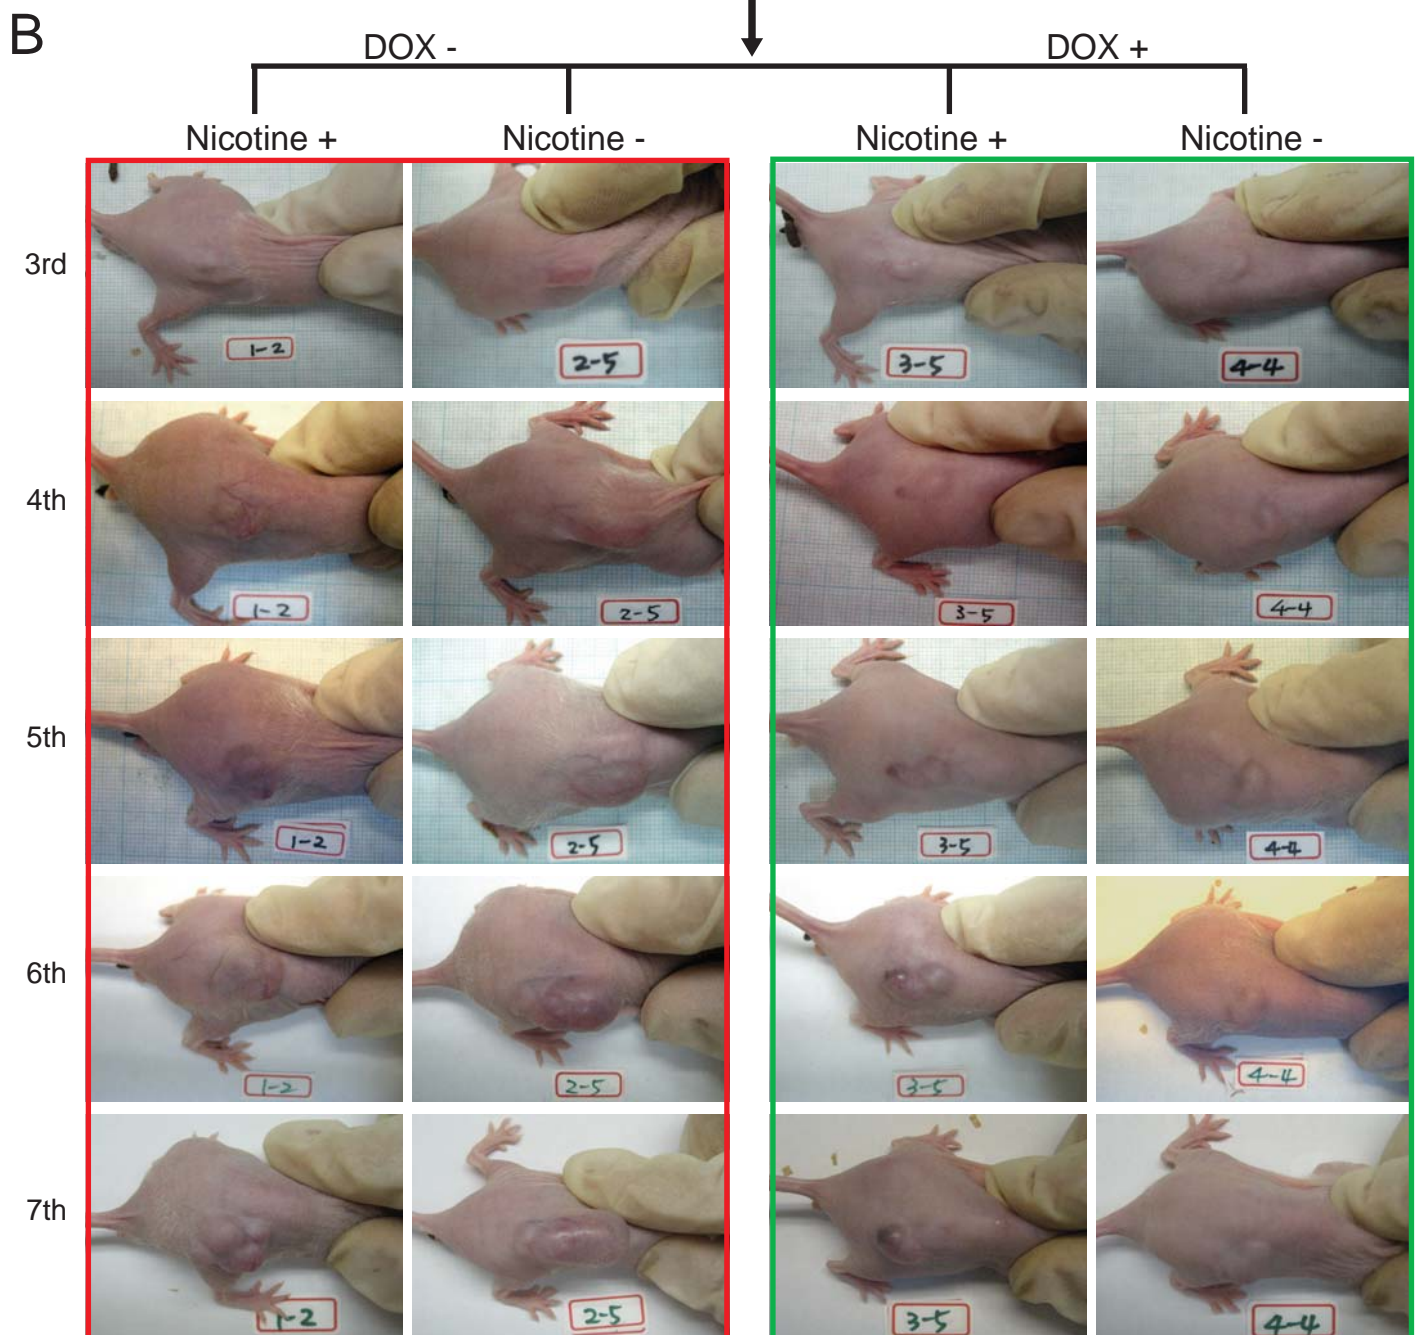 B
DOX - DOX +
Nicotine + Nicotine - Nicotine + Nicotine -
3rd
1-2 2-5 3-5 4-4
4th
1-2 2-5 3-5 4-4
5th
1-2 2-5 3-5 4-4
6th
1-2 2-5 3-5 4-4
7th
1-2 2-5 3-5 4-4